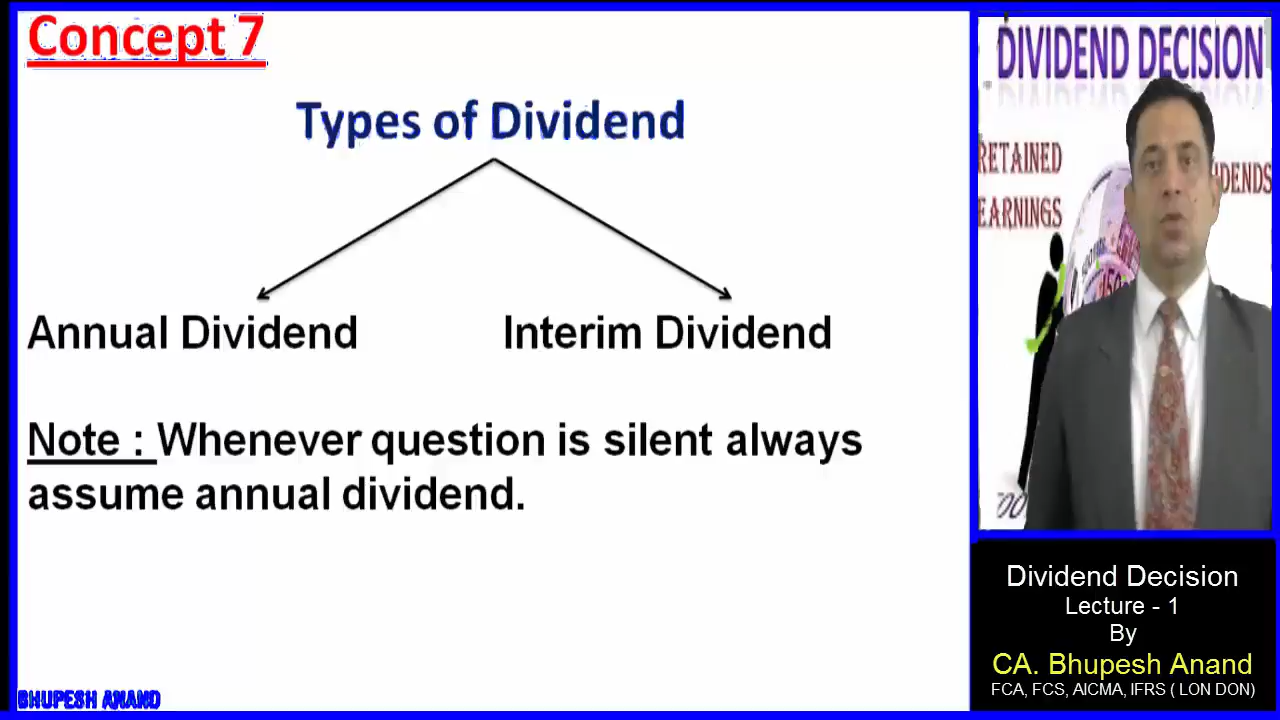 Concept 7
Types of Dividend
Annual Dividend
Interim Dividend
Note : Whenever question is silent always
assume annual dividend.
BHUPESH ANAND
DIVIDEND DECISION
RETAINED
EARNINGS
Dividend Decision
Lecture - 1
By
CA. Bhupesh Anand
FCA, FCS, AICMA, IFRS ( LON DON)